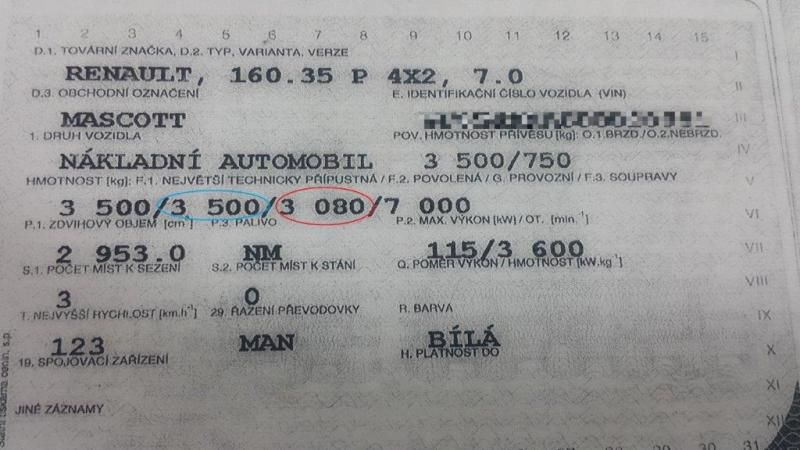 1 2 3 4 5 6 7 8 9 10 11 12 13 14 15
D.1. TOVÁRNÍ ZNAČKA, D.2. TYP, VARIANTA, VERZE
I
RENAULT, 160.35 P 4X2, 7.0
II
D.3. OBCHODNÍ OZNAČENÍ E. IDENTIFIKAČNÍ ČÍSLO VOZIDLA (VIN)
MASCOTT
III
1. DRUH VOZIDLA POV. HMOTNOST PŘÍVĚSU [kg]: O.1.BRZD./O.2.NEBRZD.
NÁKLADNÍ AUTOMOBIL 3 500/750
IV
HMOTNOST [kg]: F.1. NEJVĚTŠÍ TECHNICKY PŘÍPUSTNÁ / F.2. POVOLENÁ / G. PROVOZNÍ / F.3. SOUPRAVY
V
3 500/3 500/3 080/7 000
VI
P.1. ZDVIHOVÝ OBJEM [cm³] P.3. PALIVO P.2. MAX. VÝKON [kW] / OT. [min.⁻¹]
2 953.0 NM 115/3 600
VII
S.1. POČET MÍST K SEZENÍ S.2. POČET MÍST K STÁNÍ Q. POMĚR VÝKON / HMOTNOST [kW.kg⁻¹]
VIII
3 0
T. NEJVYŠŠÍ RYCHLOST [km.h⁻¹] 29. ŘAZENÍ PŘEVODOVKY R. BARVA
IX
123 MAN BÍLÁ
X
19. SPOJOVACÍ ZAŘÍZENÍ H. PLATNOST DO
XI
JINÉ ZÁZNAMY
XII
29 30 31